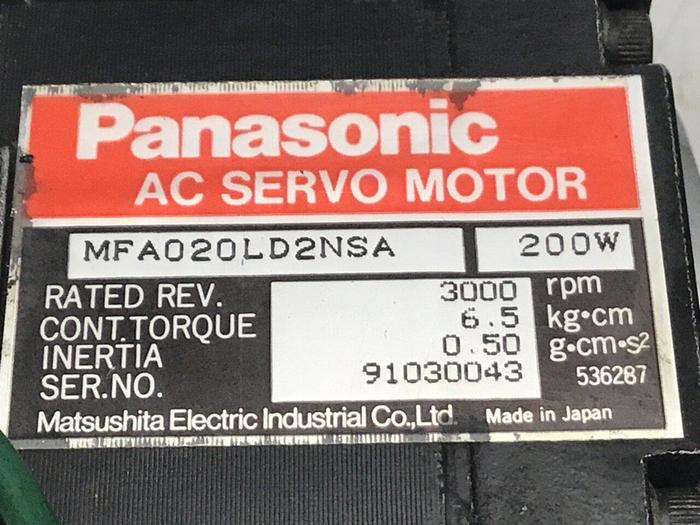 Panasonic
AC SERVO MOTOR
MFA020LD2NSA 200W
RATED REV. 3000 rpm
CONT.TORQUE 6.5 kg•cm
INERTIA 0.50 g•cm•s²
SER.NO. 91030043 536287
Matsushita Electric Industrial Co.,Ltd. Made in Japan